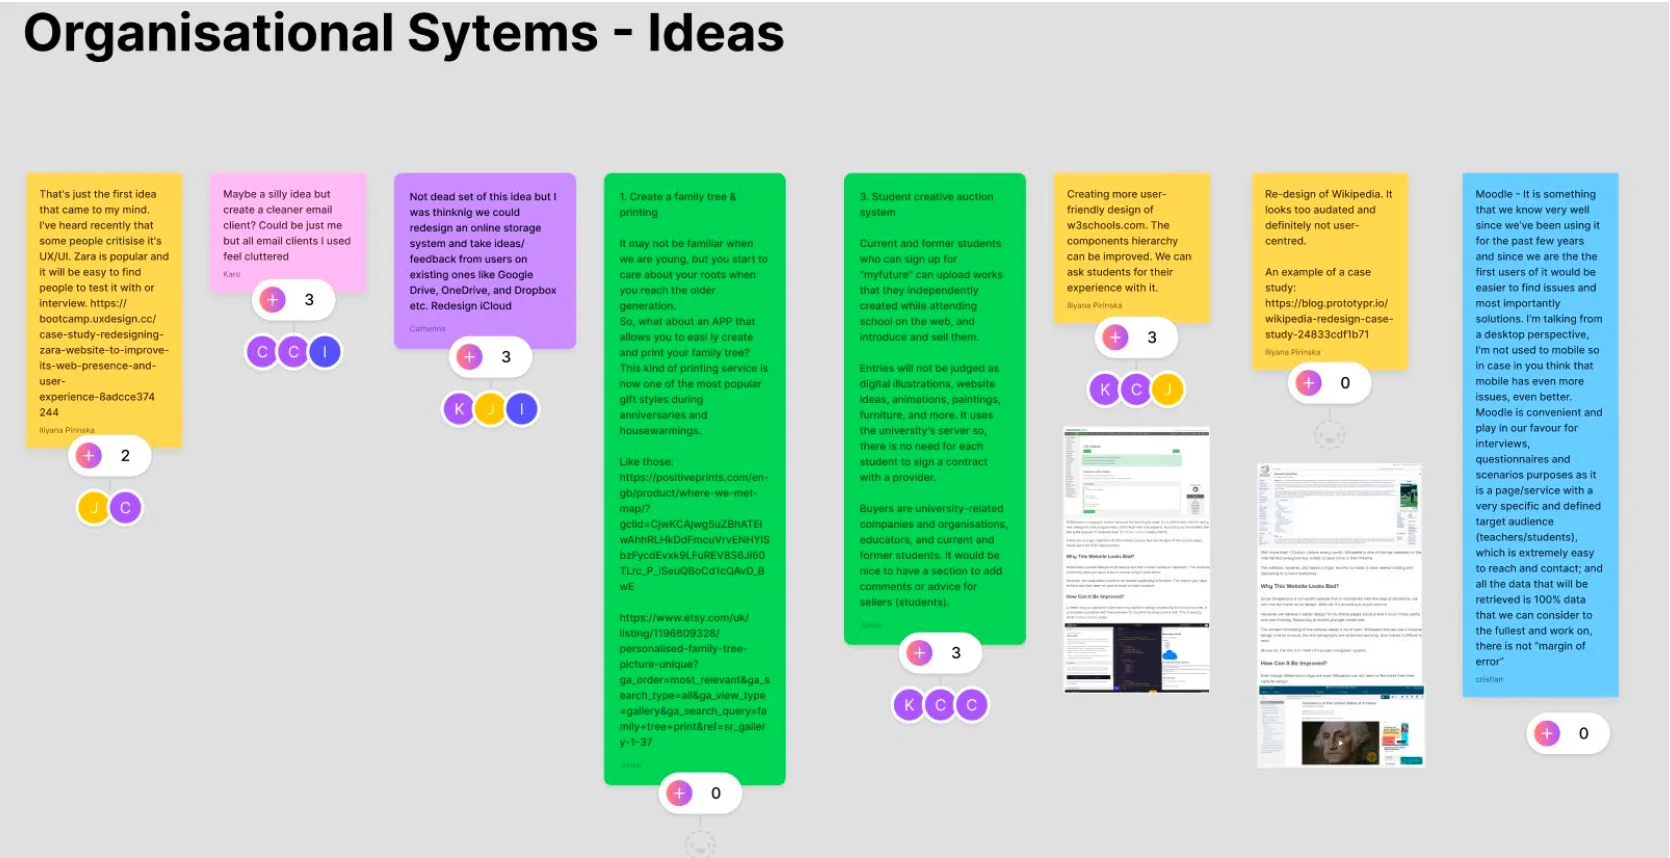 Organisational Sytems - Ideas
That's just the first idea
that came to my mind.
I've heard recently that
some people critisise it's
UX/UI. Zara is popular and
it will be easy to find
people to test it with or
interview. https://
bootcamp.uxdesign.cc/
case-study-redesigning-
zara-website-to-improve-
its-web-presence-and-
user-
experience-8adcce374
244
Iliyana Pirinska
2
J C
Maybe a silly idea but
create a cleaner email
client? Could be just me
but all email clients I used
feel cluttered
Karo
3
C C I
Not dead set of this idea but I
was thinknig we could
redesign an online storage
system and take ideas/
feedback from users on
existing ones like Google
Drive, OneDrive, and Dropbox
etc. Redesign iCloud
Catherine
3
K J I
1. Create a family tree &
printing
It may not be familiar when
we are young, but you start to
care about your roots when
you reach the older
generation.
So, what about an APP that
allows you to easi ly create
and print your family tree?
This kind of printing service is
now one of the most popular
gift styles during
anniversaries and
housewarmings.
Like those:
https://positiveprints.com/en-
gb/product/where-we-met-
map/?
https://www.etsy.com/uk/
listing/1196609328/
personalised-family-tree-
picture-unique?
ga_order=most_relevant&ga_s
earch_type=all&ga_view_type
=gallery&ga_search_query=fa
mily+tree+print&ref=sr_galler
y-1-37
Junko
0
3. Student creative auction
system
Current and former students
who can sign up for
"myfuture" can upload works
that they independently
created while attending
school on the web, and
introduce and sell them.
Entries will not be judged as
digital illustrations, website
ideas, animations, paintings,
furniture, and more. It uses
the university's server so,
there is no need for each
student to sign a contract
with a provider.
Buyers are university-related
companies and organisations,
educators, and current and
former students. It would be
nice to have a section to add
comments or advice for
sellers (students).
Junko
3
K C C
Creating more user-
friendly design of
w3schools.com. The
components hierarchy
can be improved. We can
ask students for their
experience with it.
Iliyana Pirinska
3
K C J
Why This Website Looks Bad?
How Can It Be Improved?
Re-design of Wikipedia. It
looks too audated and
definitely not user-
centred.
An example of a case
study:
https://blog.prototypr.io/
wikipedia-redesign-case-
study-24833cdf1b71
Iliyana Pirinska
0
Why This Website Looks Bad?
How Can It Be Improved?
Moodle - It is something
that we know very well
since we've been using it
for the past few years
and since we are the the
first users of it would be
easier to find issues and
most importantly
solutions. I'm talking from
a desktop perspective,
I'm not used to mobile so
in case in you think that
mobile has even more
issues, even better.
Moodle is convenient and
play in our favour for
interviews,
questionnaires and
scenarios purposes as it
is a page/service with a
very specific and defined
target audience
(teachers/students),
which is extremely easy
to reach and contact; and
all the data that will be
retrieved is 100% data
that we can consider to
the fullest and work on,
there is not "margin of
error"
cristian
0